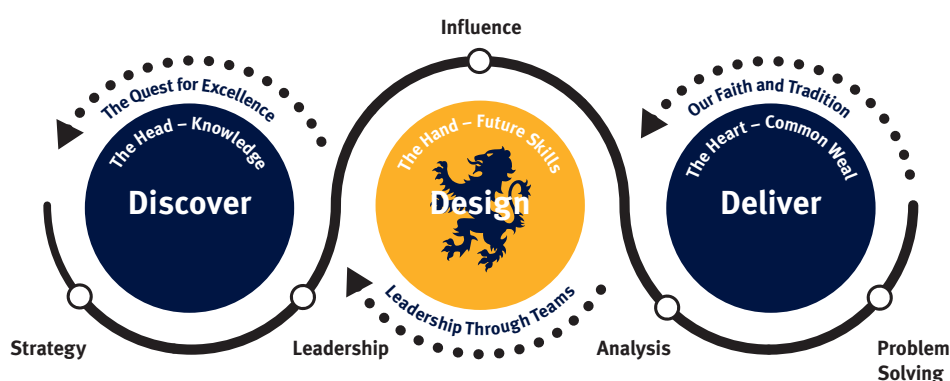 Influence
The Quest for Excellence
The Head – Knowledge
Discover
The Hand – Future Skills
Design
Leadership Through Teams
Our Faith and Tradition
The Heart – Common Weal
Deliver
Strategy
Leadership
Analysis
Problem
Solving